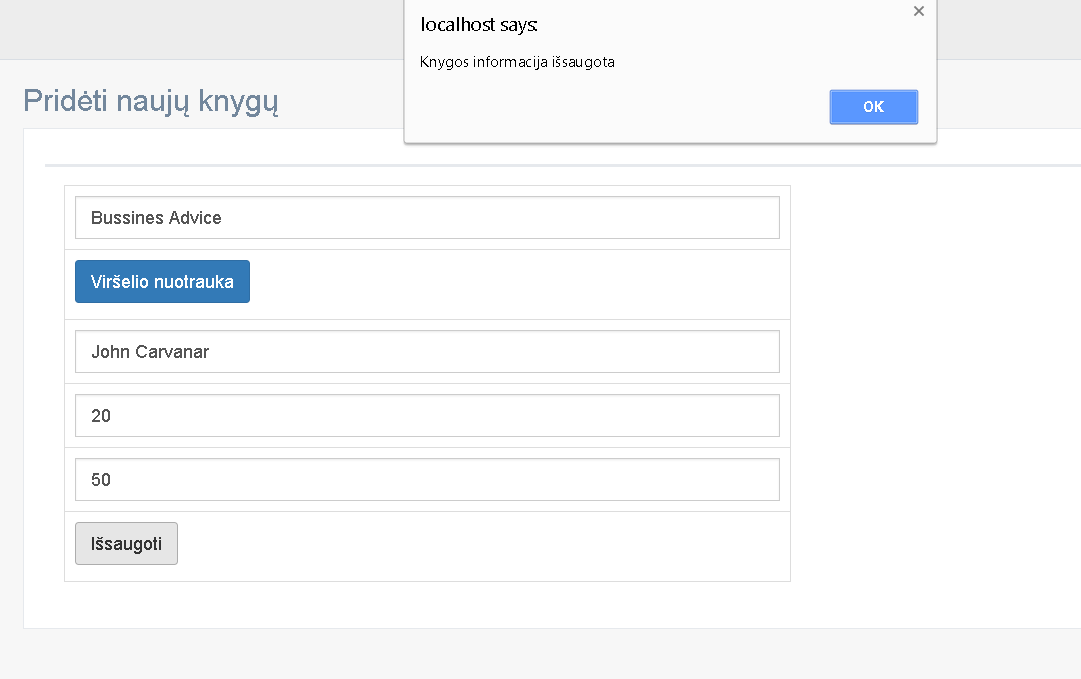 localhost says:
Knygos informacija išsaugota
OK
Pridėti naujų knygų
Bussines Advice
Viršelio nuotrauka
John Carvanar
20
50
Išsaugoti